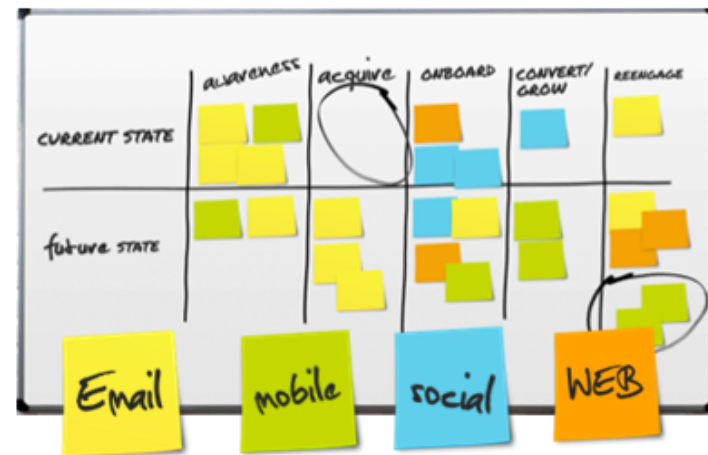 awareness
acquire
ONBOARD
CONVERT/
GROW
REENGAGE
CURRENT STATE
future STATE
Email
mobile
social
WEB